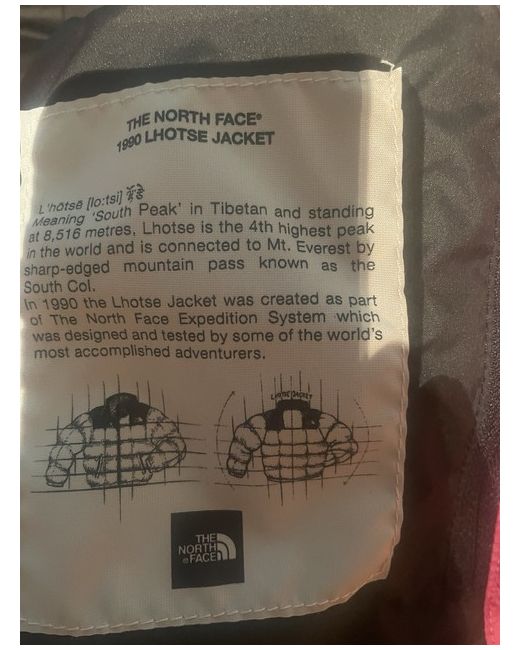 THE NORTH FACE®
1990 LHOTSE JACKET
L'hötsë [lo:tsi]
Meaning 'South Peak' in Tibetan and standing
at 8,516 metres, Lhotse is the 4th highest peak
in the world and is connected to Mt. Everest by
sharp-edged mountain pass known as the
South Col.
In 1990 the Lhotse Jacket was created as part
of The North Face Expedition System which
was designed and tested by some of the world's
most accomplished adventurers.
LHOTSE JACKET
THE
NORTH
FACE